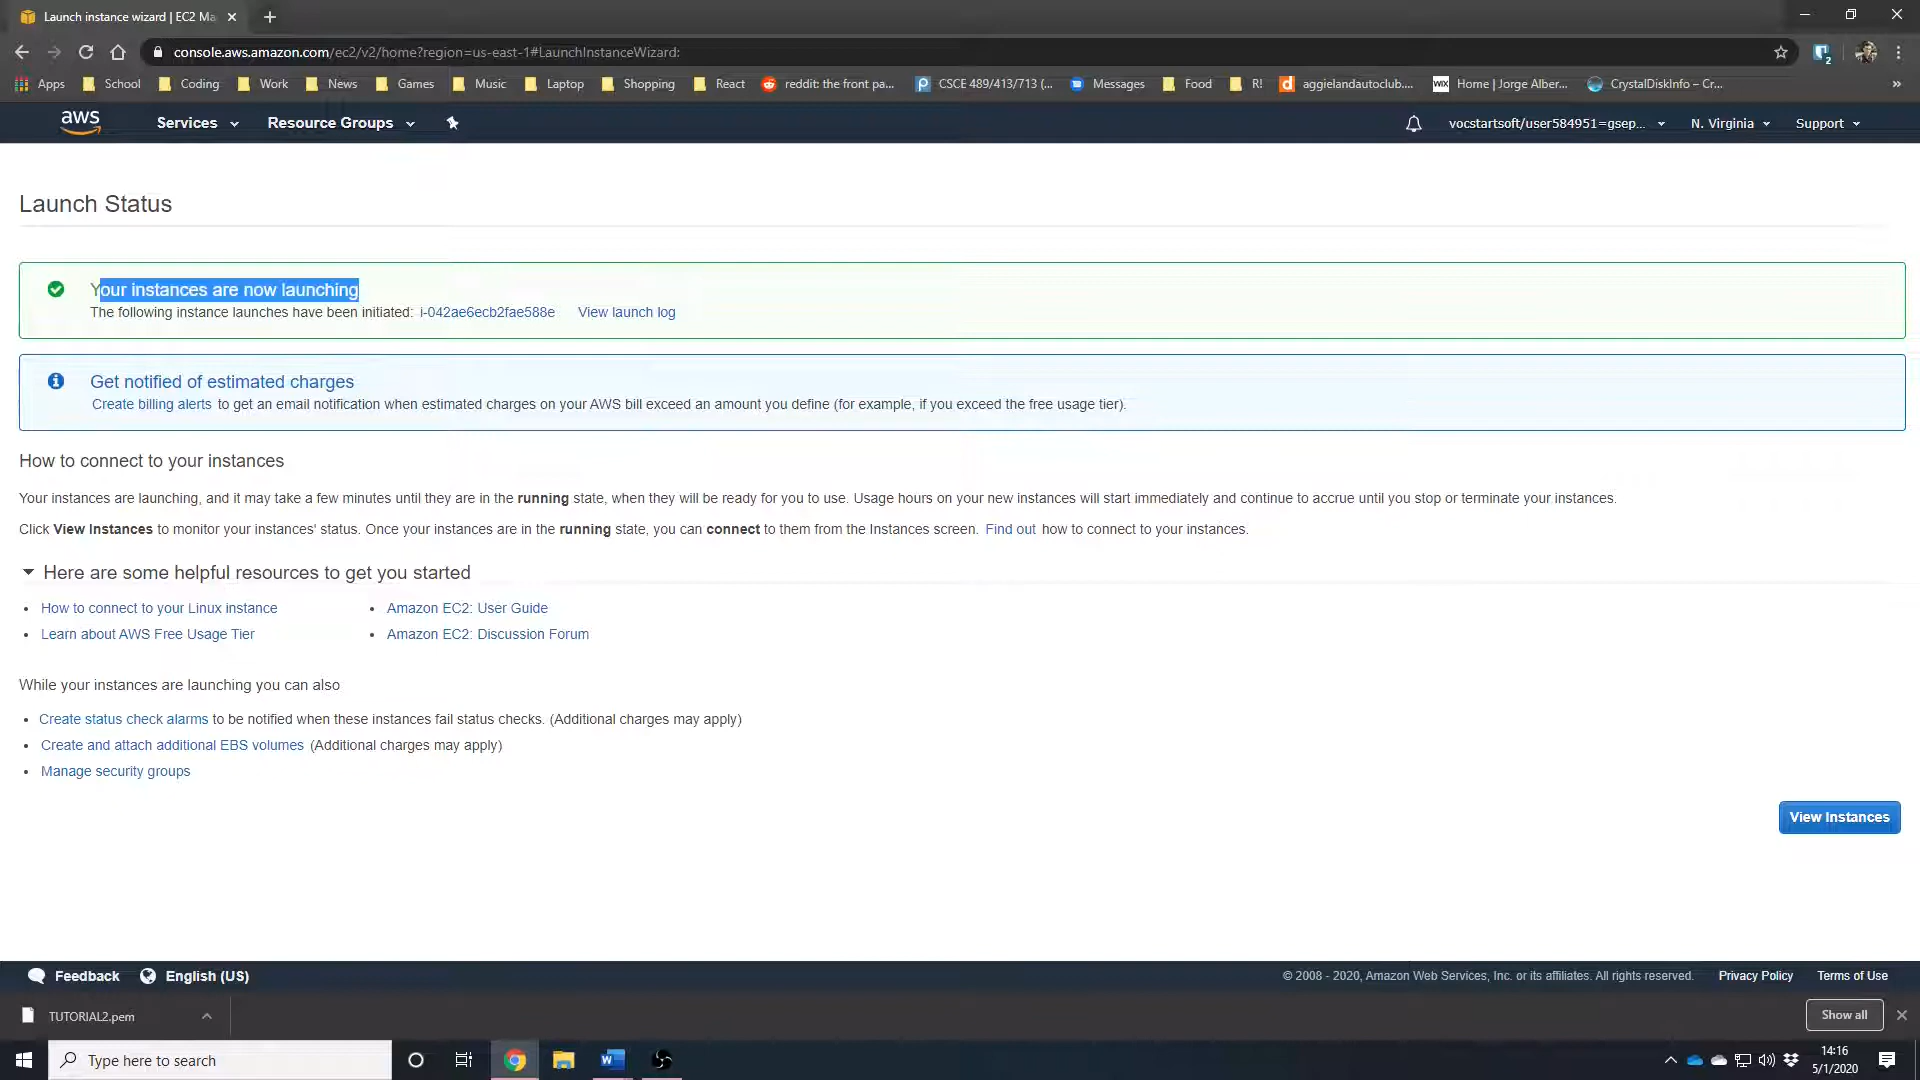 Launch instance wizard | EC2 Ma
console.aws.amazon.com/ec2/v2/home?region=us-east-1#LaunchInstanceWizard:
Apps School Coding Work News Games Music Laptop Shopping React reddit: the front pa... CSCE 489/413/713 (... Messages Food R! aggielandautoclub.... WIX Home | Jorge Alber... CrystalDiskInfo – Cr... »
aws Services Resource Groups vocstartsoft/user584951=gsep... N. Virginia Support
Launch Status
Your instances are now launching
The following instance launches have been initiated: i-042ae6ecb2fae588e View launch log
Get notified of estimated charges
Create billing alerts to get an email notification when estimated charges on your AWS bill exceed an amount you define (for example, if you exceed the free usage tier).
How to connect to your instances
Your instances are launching, and it may take a few minutes until they are in the running state, when they will be ready for you to use. Usage hours on your new instances will start immediately and continue to accrue until you stop or terminate your instances.
Click View Instances to monitor your instances' status. Once your instances are in the running state, you can connect to them from the Instances screen. Find out how to connect to your instances.
Here are some helpful resources to get you started
• How to connect to your Linux instance • Amazon EC2: User Guide
• Learn about AWS Free Usage Tier • Amazon EC2: Discussion Forum
While your instances are launching you can also
• Create status check alarms to be notified when these instances fail status checks. (Additional charges may apply)
• Create and attach additional EBS volumes (Additional charges may apply)
• Manage security groups
View Instances
Feedback English (US) © 2008 - 2020, Amazon Web Services, Inc. or its affiliates. All rights reserved. Privacy Policy Terms of Use
TUTORIAL2.pem Show all
Type here to search 14:16
5/1/2020